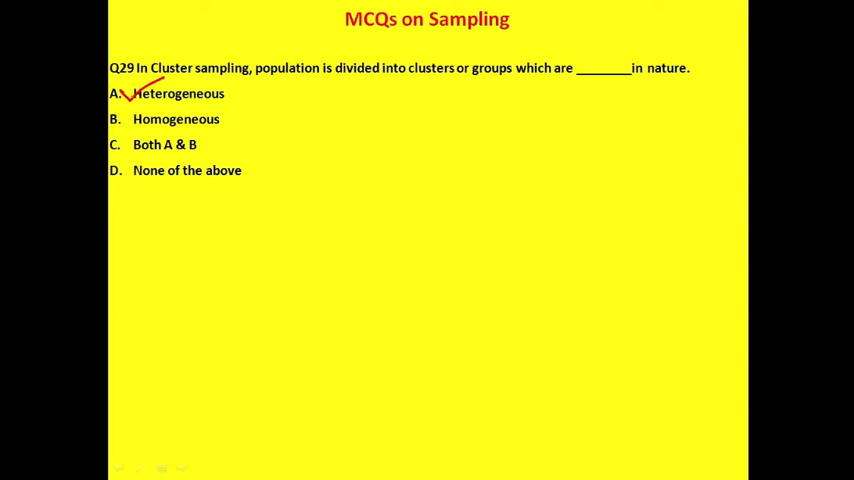 MCQs on Sampling
Q29 In Cluster sampling, population is divided into clusters or groups which are ________in nature.
A. Heterogeneous
B. Homogeneous
C. Both A & B
D. None of the above